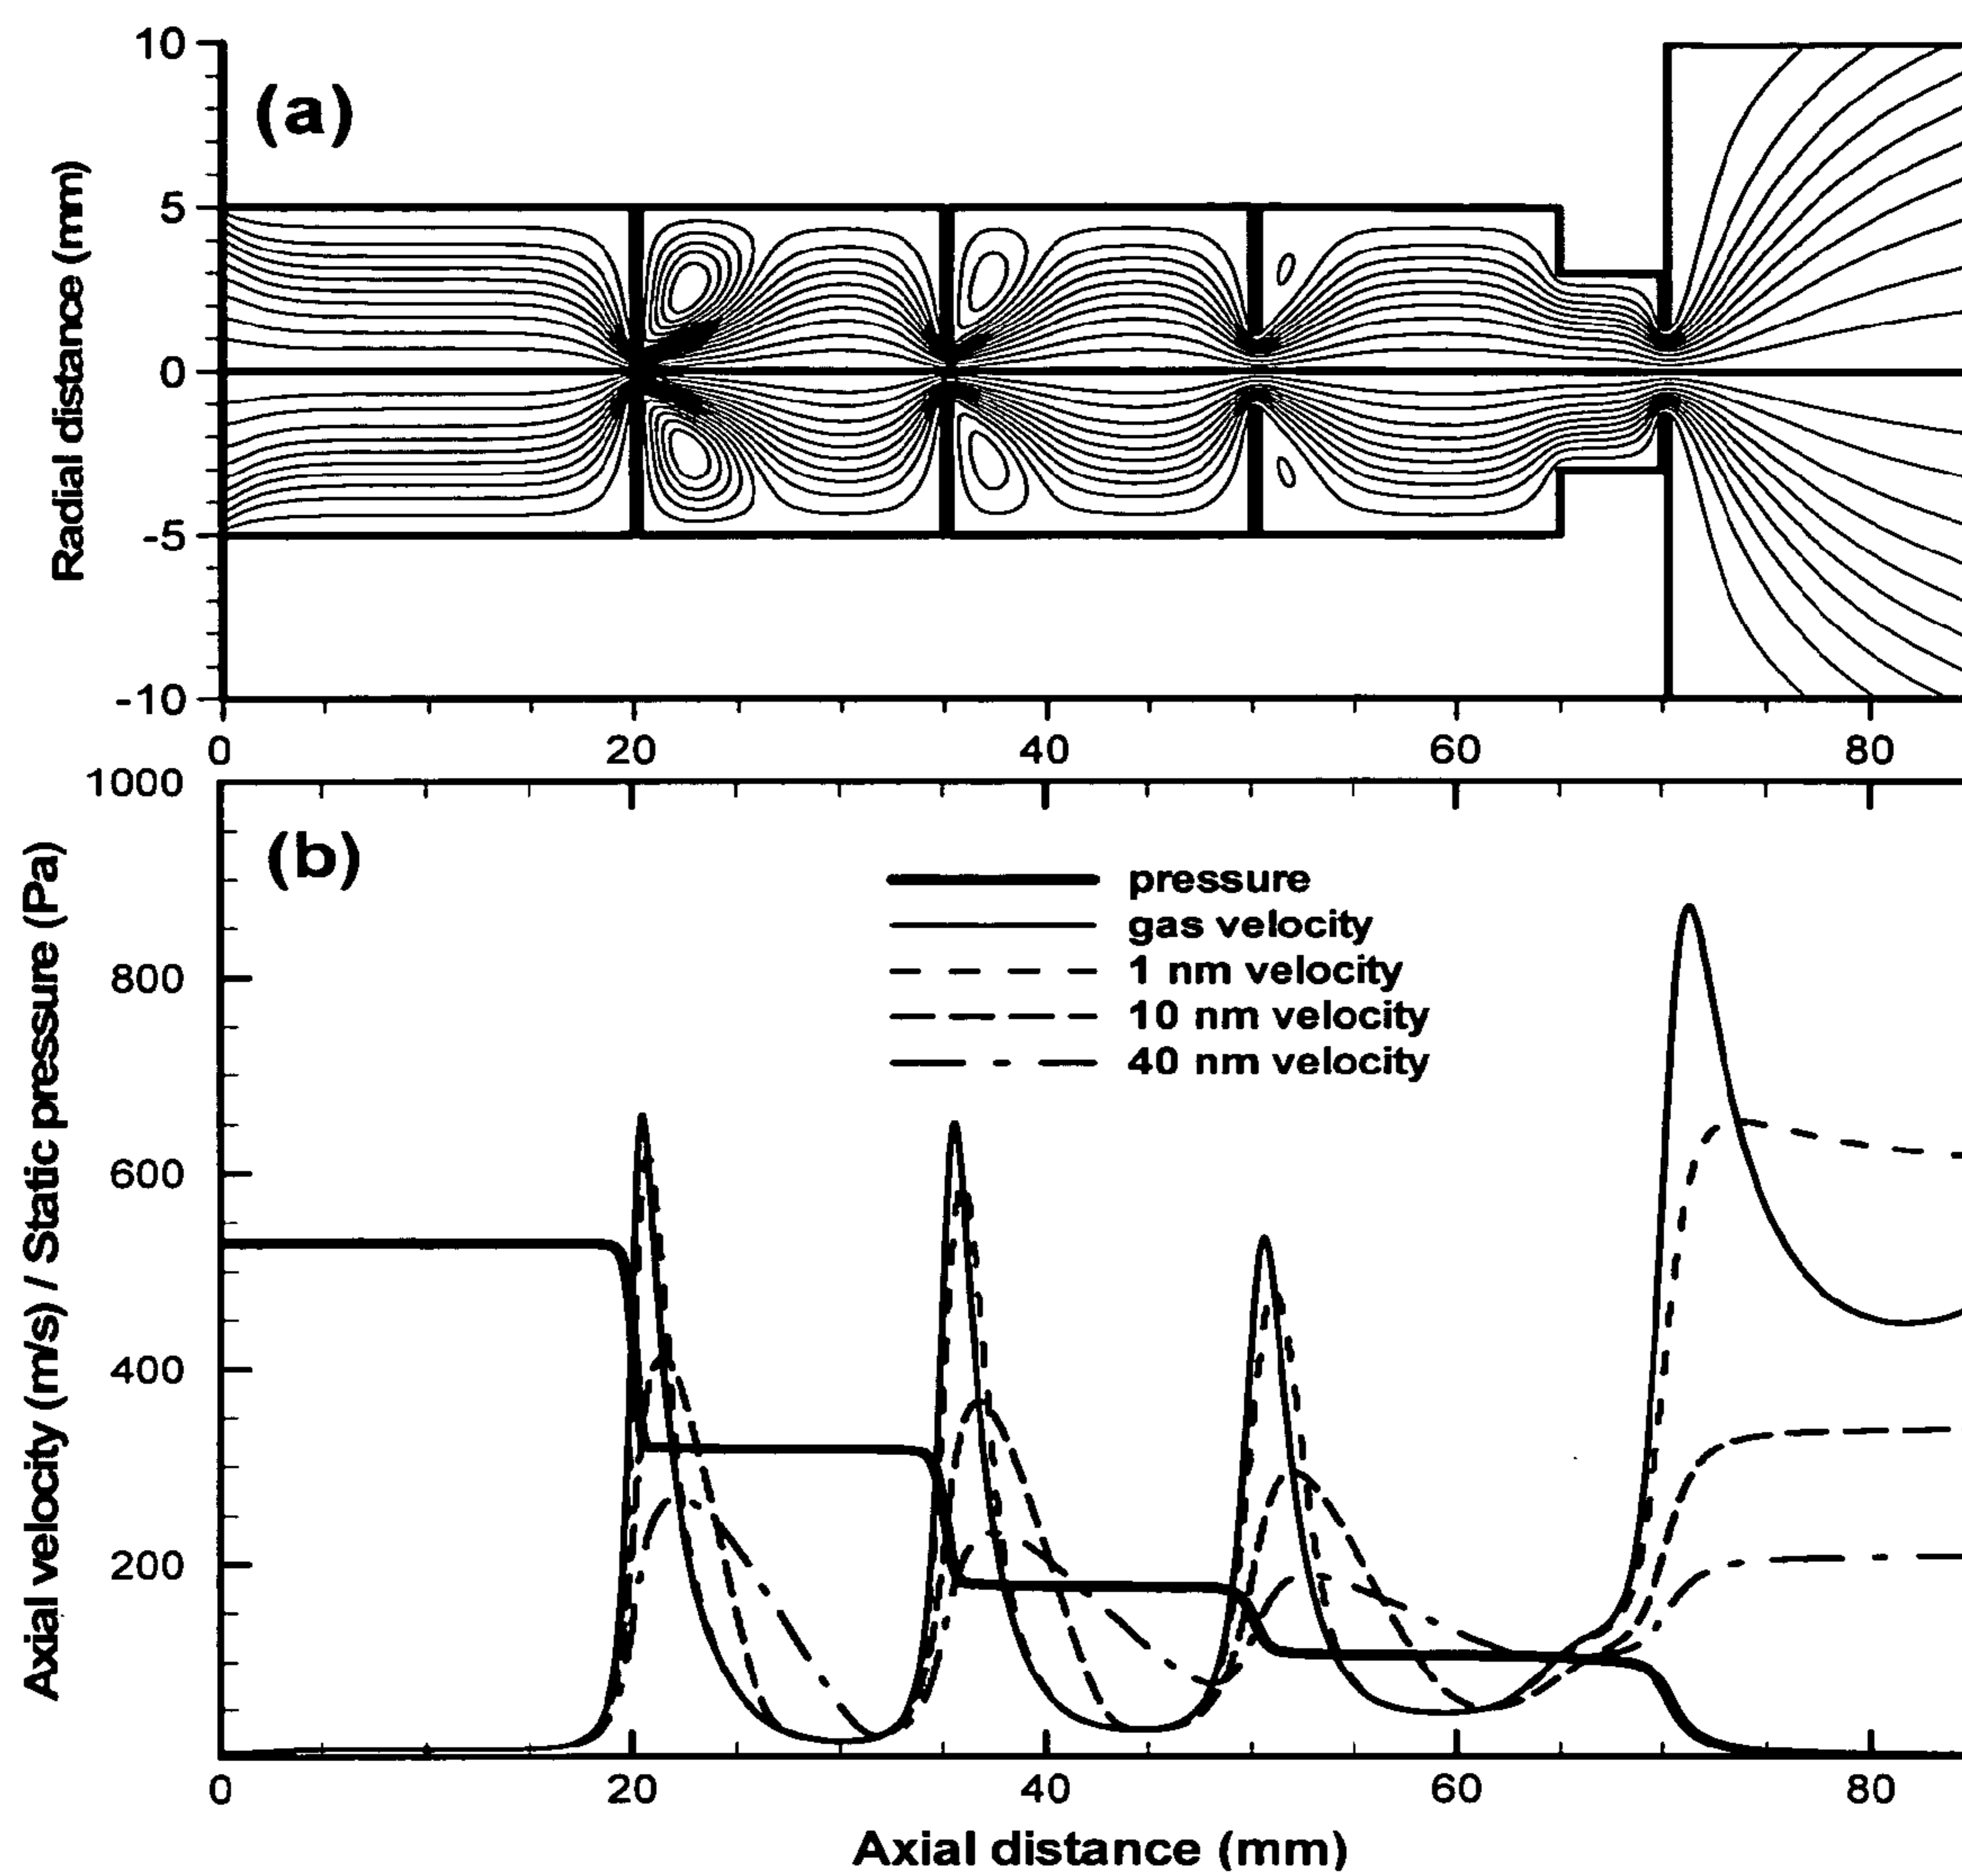 10
(a)
5
0
-5
-10
Radial distance (mm)
0 20 40 60 80
1000
(b)
800
600
400
200
Axial velocity (m/s) / Static pressure (Pa)
pressure
gas velocity
1 nm velocity
10 nm velocity
40 nm velocity
0 20 40 60 80
Axial distance (mm)